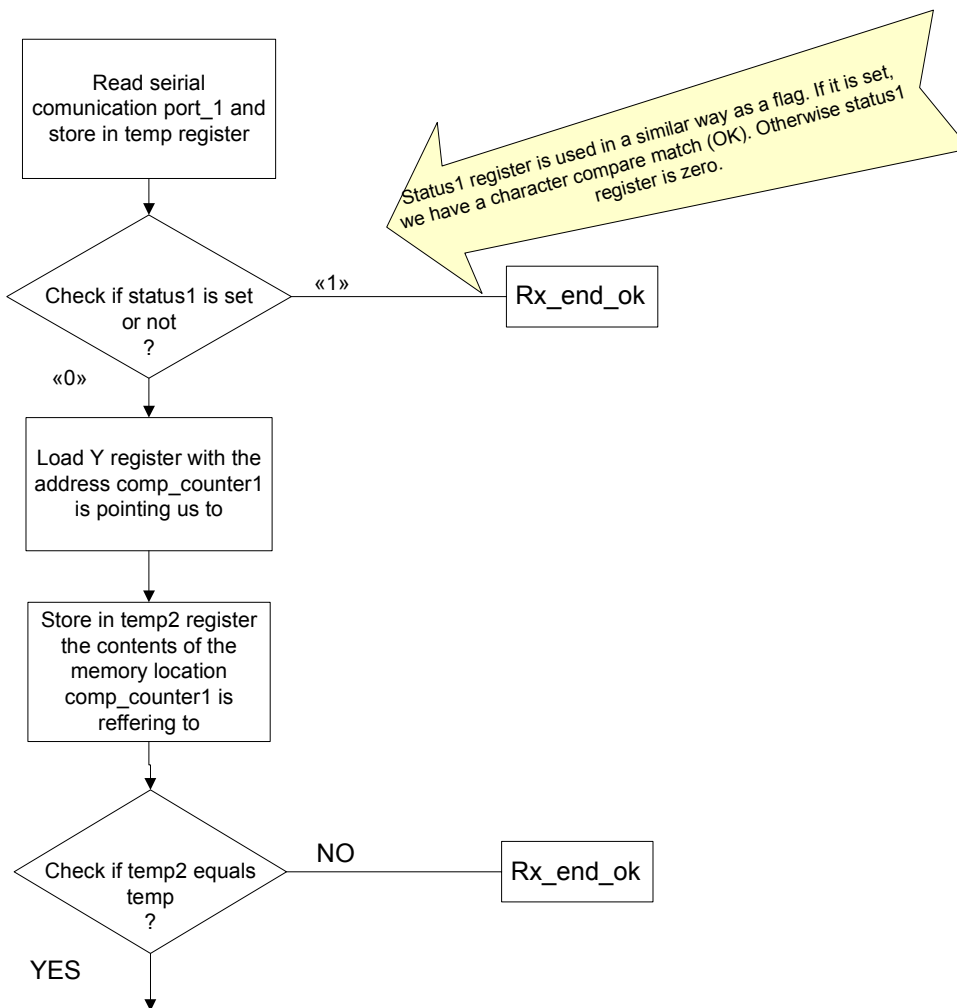 Read seirial
comunication port_1 and
store in temp register
Status1 register is used in a similar way as a flag. If it is set,
we have a character compare match (OK). Otherwise status1
register is zero.
Check if status1 is set
or not
?
«1»
Rx_end_ok
«0»
Load Y register with the
address comp_counter1
is pointing us to
Store in temp2 register
the contents of the
memory location
comp_counter1 is
reffering to
Check if temp2 equals
temp
?
NO
Rx_end_ok
YES